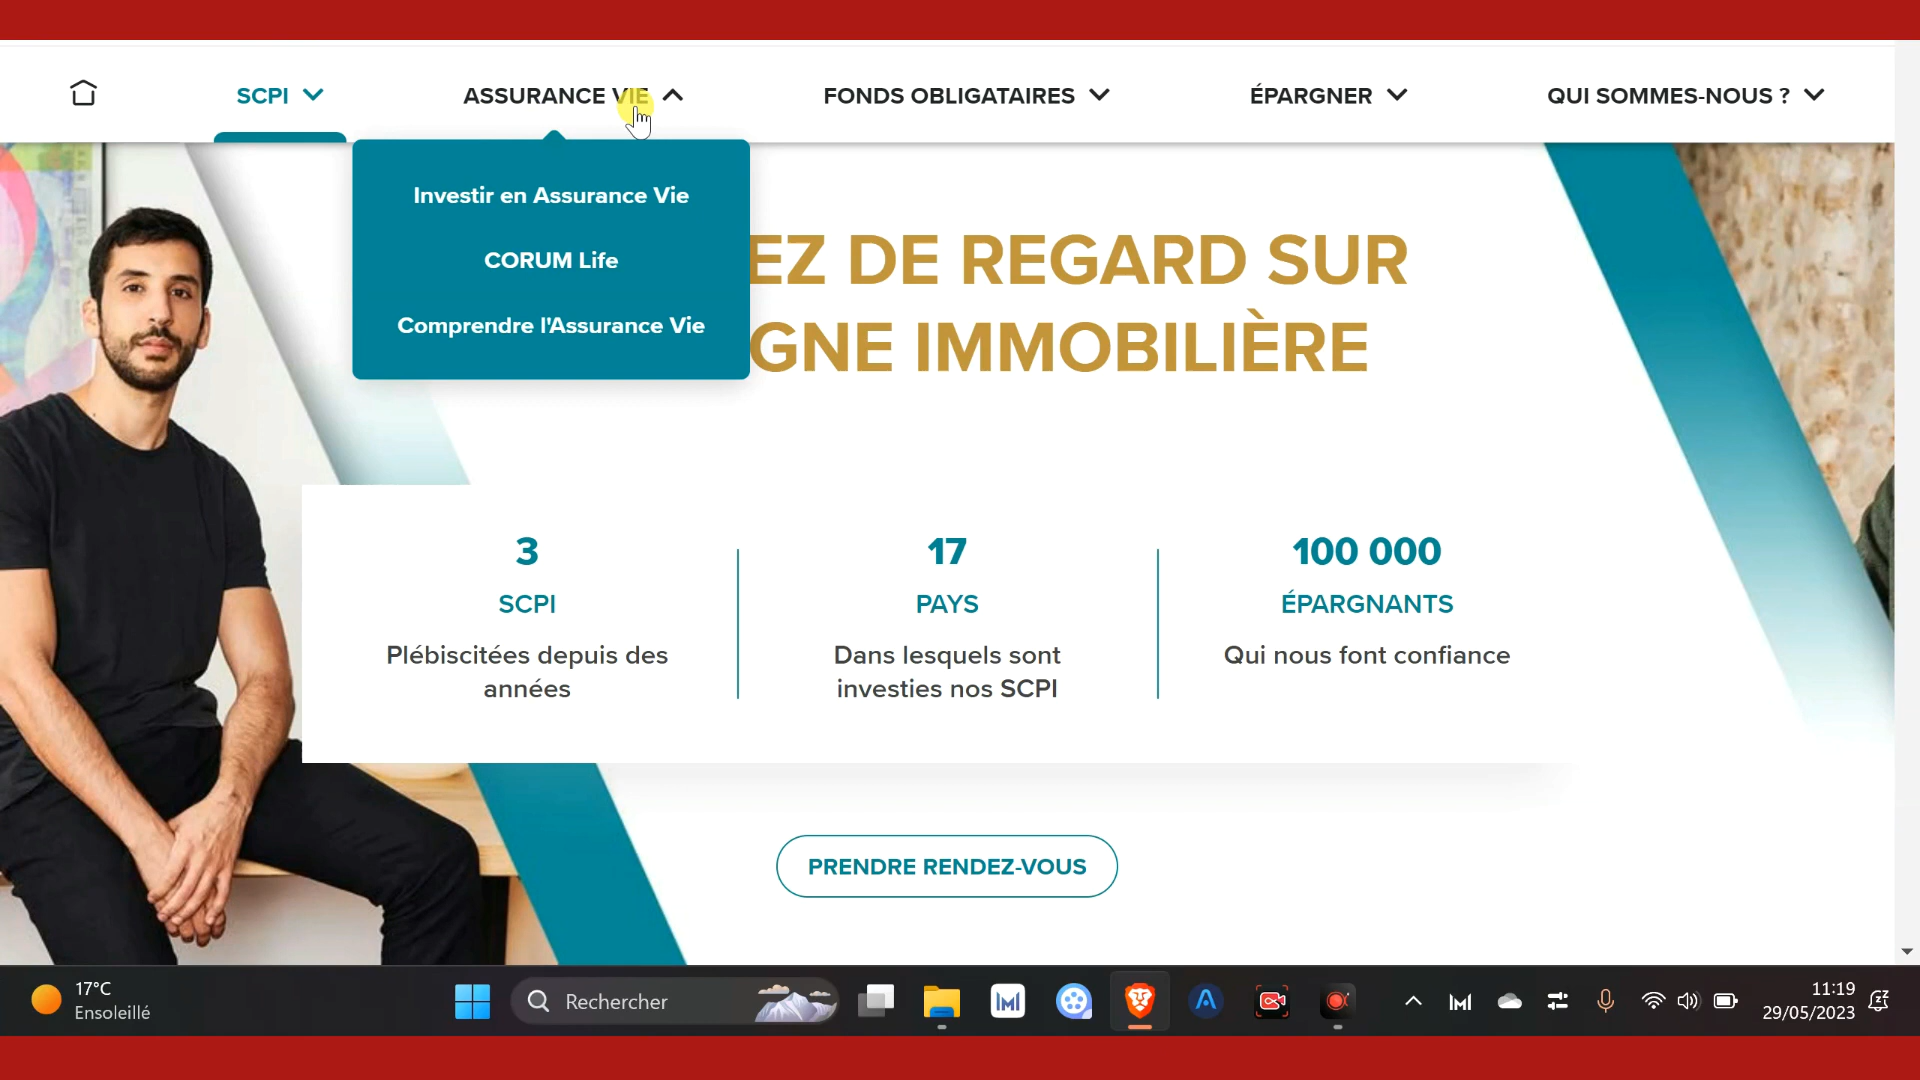 SCPI
ASSURANCE VIE
FONDS OBLIGATAIRES
ÉPARGNER
QUI SOMMES-NOUS ?
Investir en Assurance Vie
CORUM Life
Comprendre l'Assurance Vie
EZ DE REGARD SUR
GNE IMMOBILIÈRE
3
SCPI
Plébiscitées depuis des
années
17
PAYS
Dans lesquels sont
investies nos SCPI
100 000
ÉPARGNANTS
Qui nous font confiance
PRENDRE RENDEZ-VOUS
17°C
Ensoleillé
Rechercher
11:19
29/05/2023